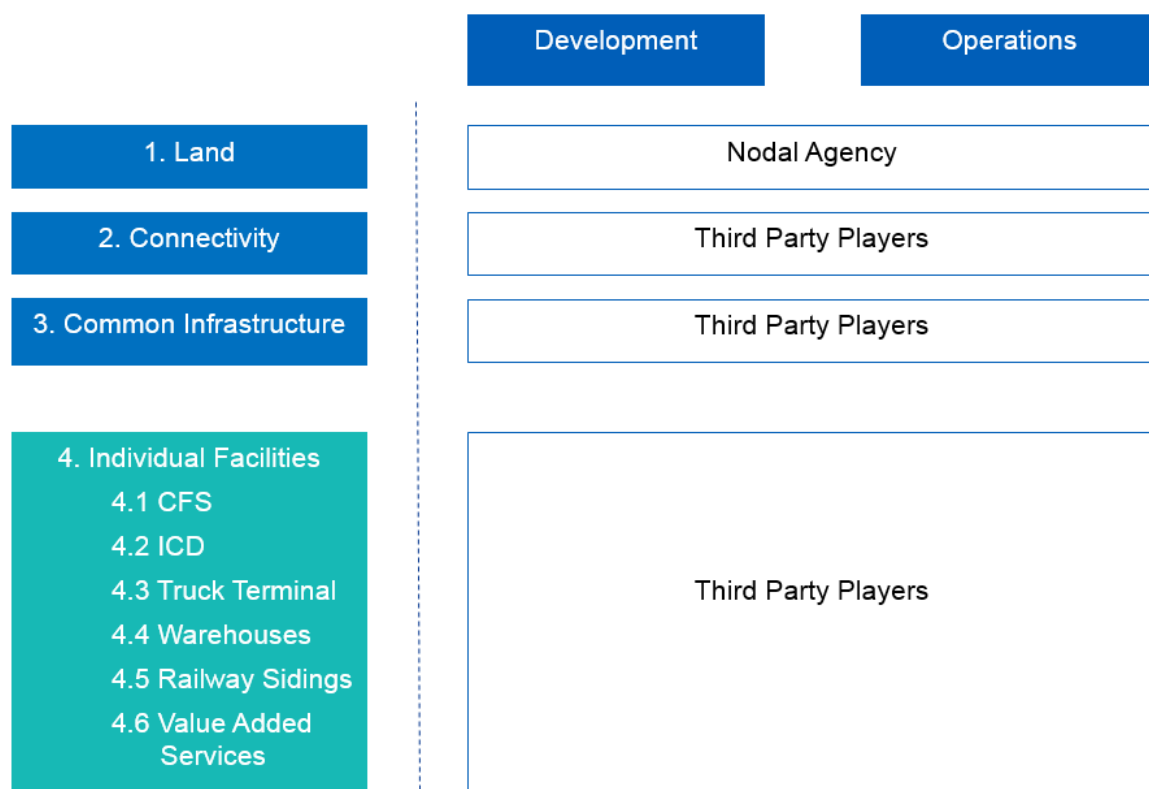 Development
Operations
1. Land
Nodal Agency
2. Connectivity
Third Party Players
3. Common Infrastructure
Third Party Players
4. Individual Facilities
4.1 CFS
4.2 ICD
4.3 Truck Terminal
4.4 Warehouses
4.5 Railway Sidings
4.6 Value Added
Services
Third Party Players